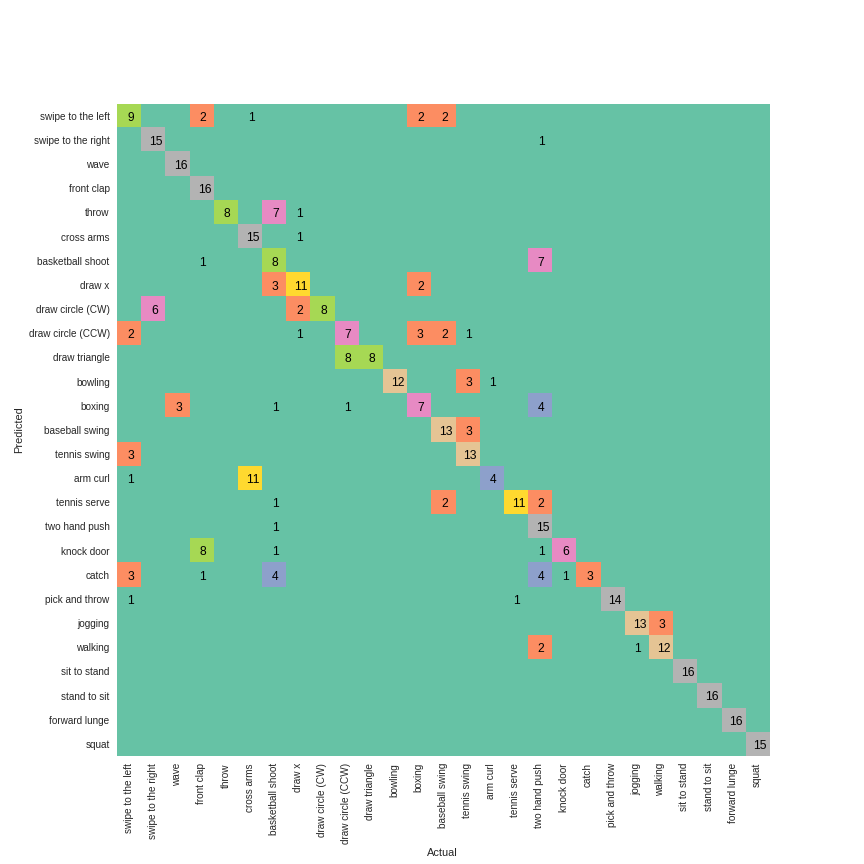 swipe to the left 9 2 1 2 2
swipe to the right 15 1
wave 16
front clap 16
throw 8 7 1
cross arms 15 1
basketball shoot 1 8 7
draw x 3 11 2
draw circle (CW) 6 2 8
draw circle (CCW) 2 1 7 3 2 1
draw triangle 8 8
bowling 12 3 1
boxing 3 1 1 7 4
baseball swing 13 3
tennis swing 3 13
arm curl 1 11 4
tennis serve 1 2 11 2
two hand push 1 15
knock door 8 1 1 6
catch 3 1 4 4 1 3
pick and throw 1 1 14
jogging 13 3
walking 2 1 12
sit to stand 16
stand to sit 16
forward lunge 16
squat 15
Predicted
swipe to the left
swipe to the right
wave
front clap
throw
cross arms
basketball shoot
draw x
draw circle (CW)
draw circle (CCW)
draw triangle
bowling
boxing
baseball swing
tennis swing
arm curl
tennis serve
two hand push
knock door
catch
pick and throw
jogging
walking
sit to stand
stand to sit
forward lunge
squat
Actual